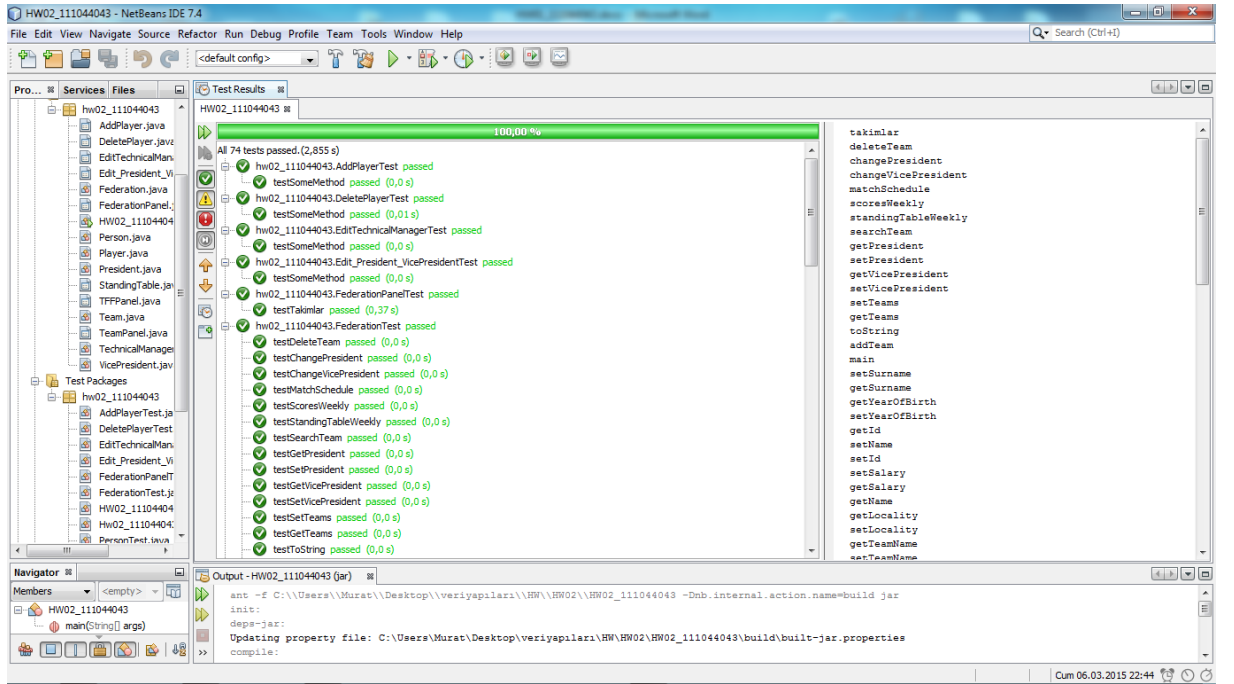 HW02_111044043 - NetBeans IDE 7.4
File Edit View Navigate Source Refactor Run Debug Profile Team Tools Window Help
Search (Ctrl+I)
<default config>
Pro... Services Files
hw02_111044043
AddPlayer.java
DeletePlayer.java
EditTechnicalMan
Edit_President_Vi
Federation.java
FederationPanel.
HW02_11104404
Person.java
Player.java
President.java
StandingTable.jav
TFFPanel.java
Team.java
TeamPanel.java
TechnicalManager
VicePresident.jav
Test Packages
hw02_111044043
AddPlayerTest.ja
DeletePlayerTest
EditTechnicalMan
Edit_President_Vi
FederationPanelT
FederationTest.ja
HW02_11104404
Hw02_11104404
PersonTest.java
Test Results
HW02_111044043
100,00 %
All 74 tests passed.(2,855 s)
hw02_111044043.AddPlayerTest passed
testSomeMethod passed (0,0 s)
hw02_111044043.DeletePlayerTest passed
testSomeMethod passed (0,01 s)
hw02_111044043.EditTechnicalManagerTest passed
testSomeMethod passed (0,0 s)
hw02_111044043.Edit_President_VicePresidentTest passed
testSomeMethod passed (0,0 s)
hw02_111044043.FederationPanelTest passed
testTakimlar passed (0,37 s)
hw02_111044043.FederationTest passed
testDeleteTeam passed (0,0 s)
testChangePresident passed (0,0 s)
testChangeVicePresident passed (0,0 s)
testMatchSchedule passed (0,0 s)
testScoresWeekly passed (0,0 s)
testStandingTableWeekly passed (0,0 s)
testSearchTeam passed (0,0 s)
testGetPresident passed (0,0 s)
testSetPresident passed (0,0 s)
testGetVicePresident passed (0,0 s)
testSetVicePresident passed (0,0 s)
testSetTeams passed (0,0 s)
testGetTeams passed (0,0 s)
testToString passed (0,0 s)
takimlar
deleteTeam
changePresident
changeVicePresident
matchSchedule
scoresWeekly
standingTableWeekly
searchTeam
getPresident
setPresident
getVicePresident
setVicePresident
setTeams
getTeams
toString
addTeam
main
setSurname
getSurname
getYearOfBirth
setYearOfBirth
getId
setName
setId
setSalary
getSalary
getName
getLocality
setLocality
getTeamName
setTeamName
Navigator
Members <empty>
HW02_111044043
main(String[] args)
Output - HW02_111044043 (jar)
ant -f C:\\Users\\Murat\\Desktop\\veriyapıları\\HW\\HW02\\HW02_111044043 -Dnb.internal.action.name=build jar
init:
deps-jar:
Updating property file: C:\Users\Murat\Desktop\veriyapıları\HW\HW02\HW02_111044043\build\built-jar.properties
compile:
Cum 06.03.2015 22:44